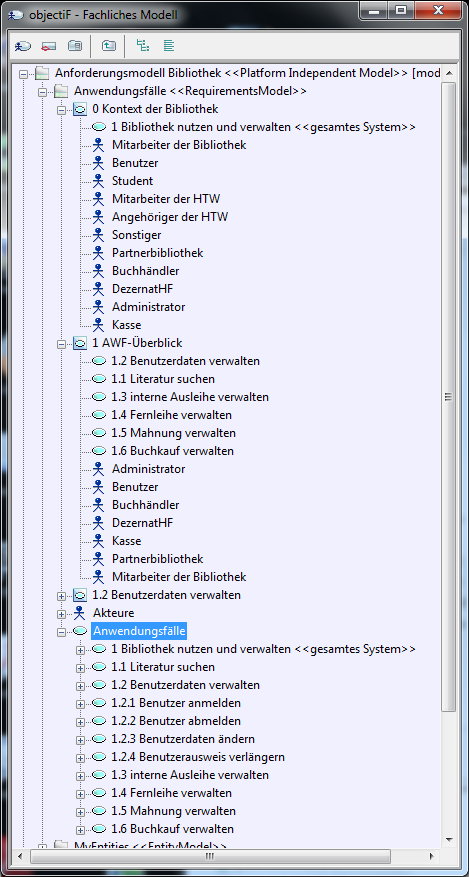 objectiF - Fachliches Modell
Anforderungsmodell Bibliothek <<Platform Independent Model>> [mod
Anwendungsfälle <<RequirementsModel>>
0 Kontext der Bibliothek
1 Bibliothek nutzen und verwalten <<gesamtes System>>
Mitarbeiter der Bibliothek
Benutzer
Student
Mitarbeiter der HTW
Angehöriger der HTW
Sonstiger
Partnerbibliothek
Buchhändler
DezernatHF
Administrator
Kasse
1 AWF-Überblick
1.2 Benutzerdaten verwalten
1.1 Literatur suchen
1.3 interne Ausleihe verwalten
1.4 Fernleihe verwalten
1.5 Mahnung verwalten
1.6 Buchkauf verwalten
Administrator
Benutzer
Buchhändler
DezernatHF
Kasse
Partnerbibliothek
Mitarbeiter der Bibliothek
1.2 Benutzerdaten verwalten
Akteure
Anwendungsfälle
1 Bibliothek nutzen und verwalten <<gesamtes System>>
1.1 Literatur suchen
1.2 Benutzerdaten verwalten
1.2.1 Benutzer anmelden
1.2.2 Benutzer abmelden
1.2.3 Benutzerdaten ändern
1.2.4 Benutzerausweis verlängern
1.3 interne Ausleihe verwalten
1.4 Fernleihe verwalten
1.5 Mahnung verwalten
1.6 Buchkauf verwalten
MyEntities <<EntityModel>>